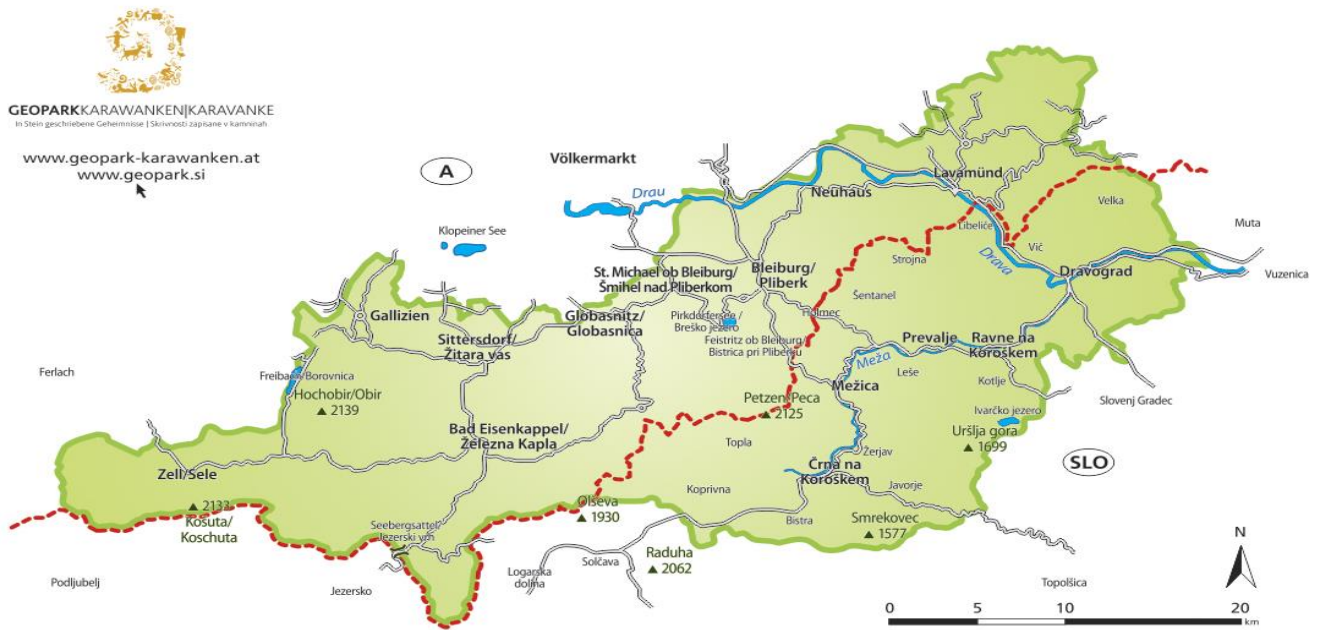 GEOPARKKARAWANKEN|KARAVANKE
In Stein geschriebene Geheimnisse | Skrivnosti zapisane v kamninah
www.geopark-karawanken.at
www.geopark.si
A
Völkermarkt
Drau
Neuhaus
Lavamünd
Velka
Muta
Klopeiner See
Libeliče
Vič
Strojna
Drava
Dravograd
Vuzenica
St. Michael ob Bleiburg/
Šmihel nad Pliberkom
Bleiburg/
Pliberk
Šentanel
Gallizien
Globasnitz/
Globasnica
Pirkdorfersee/
Breško jezero
Holmec
Sittersdorf/
Žitara vas
Feistritz ob Bleiburg/
Bistrica pri Pliberku
Prevalje
Ravne na
Koroškem
Meža
Leše
Ferlach
Freibach/Borovnica
Hochobir/Obir
2139
Mežica
Kotlje
Petzen/Peca
2125
Slovenj Gradec
Ivarčko jezero
Uršlja gora
1699
Bad Eisenkappel/
Železna Kapla
Topla
Žerjav
SLO
Zell/Sele
Črna na
Koroškem
Koprivna
Javorje
2133
Košuta/
Koschuta
Olševa
1930
Bistra
Smrekovec
1577
Seebergsattel/
Jezerski vrh
Raduha
2062
Solčava
Logarska
dolina
N
Podljubelj
Jezersko
Topolšica
0 5 10 20
km